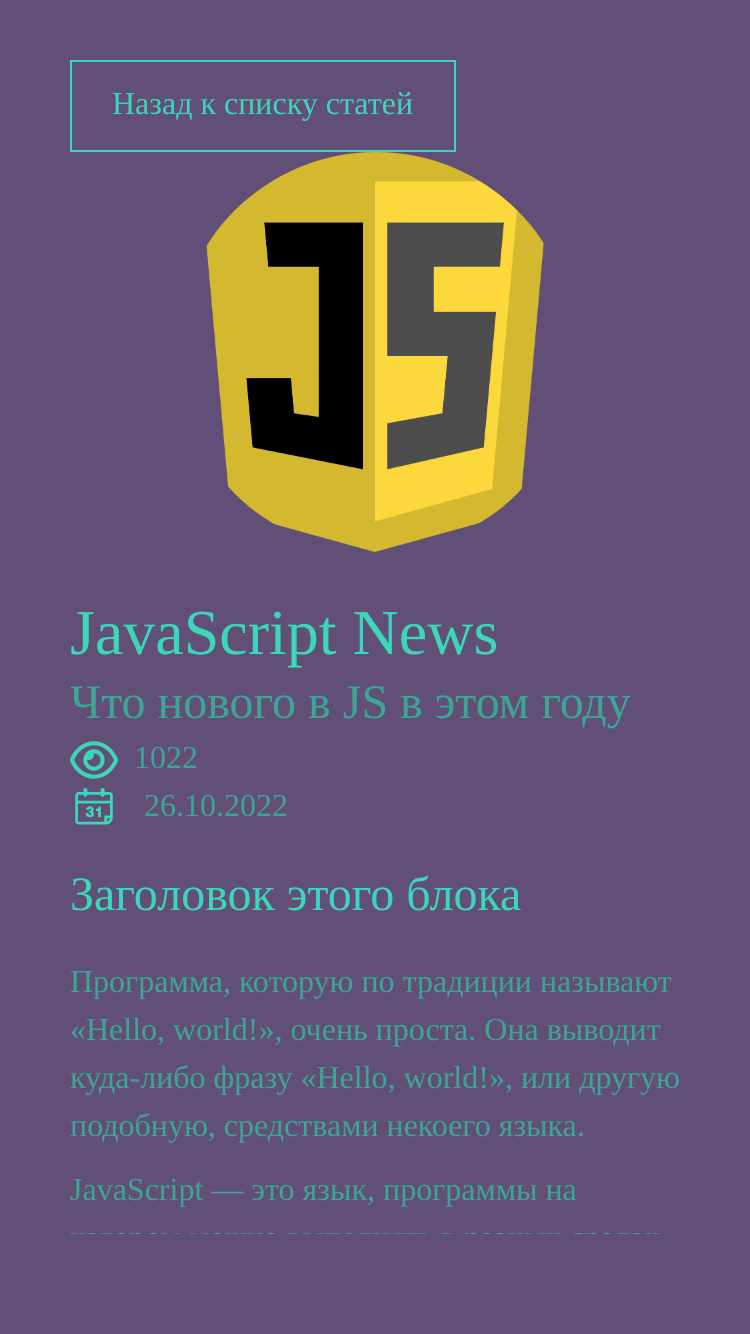 Назад к списку статей
JS
JavaScript News
Что нового в JS в этом году
1022
31
26.10.2022
Заголовок этого блока
Программа, которую по традиции называют
«Hello, world!», очень проста. Она выводит
куда-либо фразу «Hello, world!», или другую
подобную, средствами некоего языка.
JavaScript — это язык, программы на